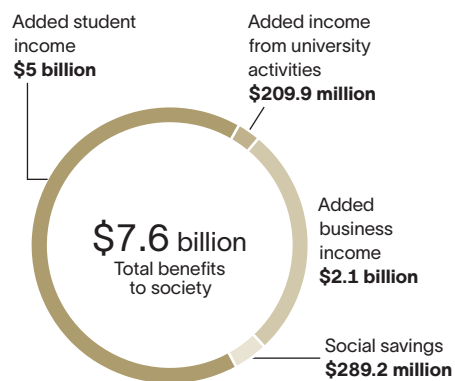 Added student
income
$5 billion
Added income
from university
activities
$209.9 million
$7.6 billion
Total benefits
to society
Added
business
income
$2.1 billion
Social savings
$289.2 million